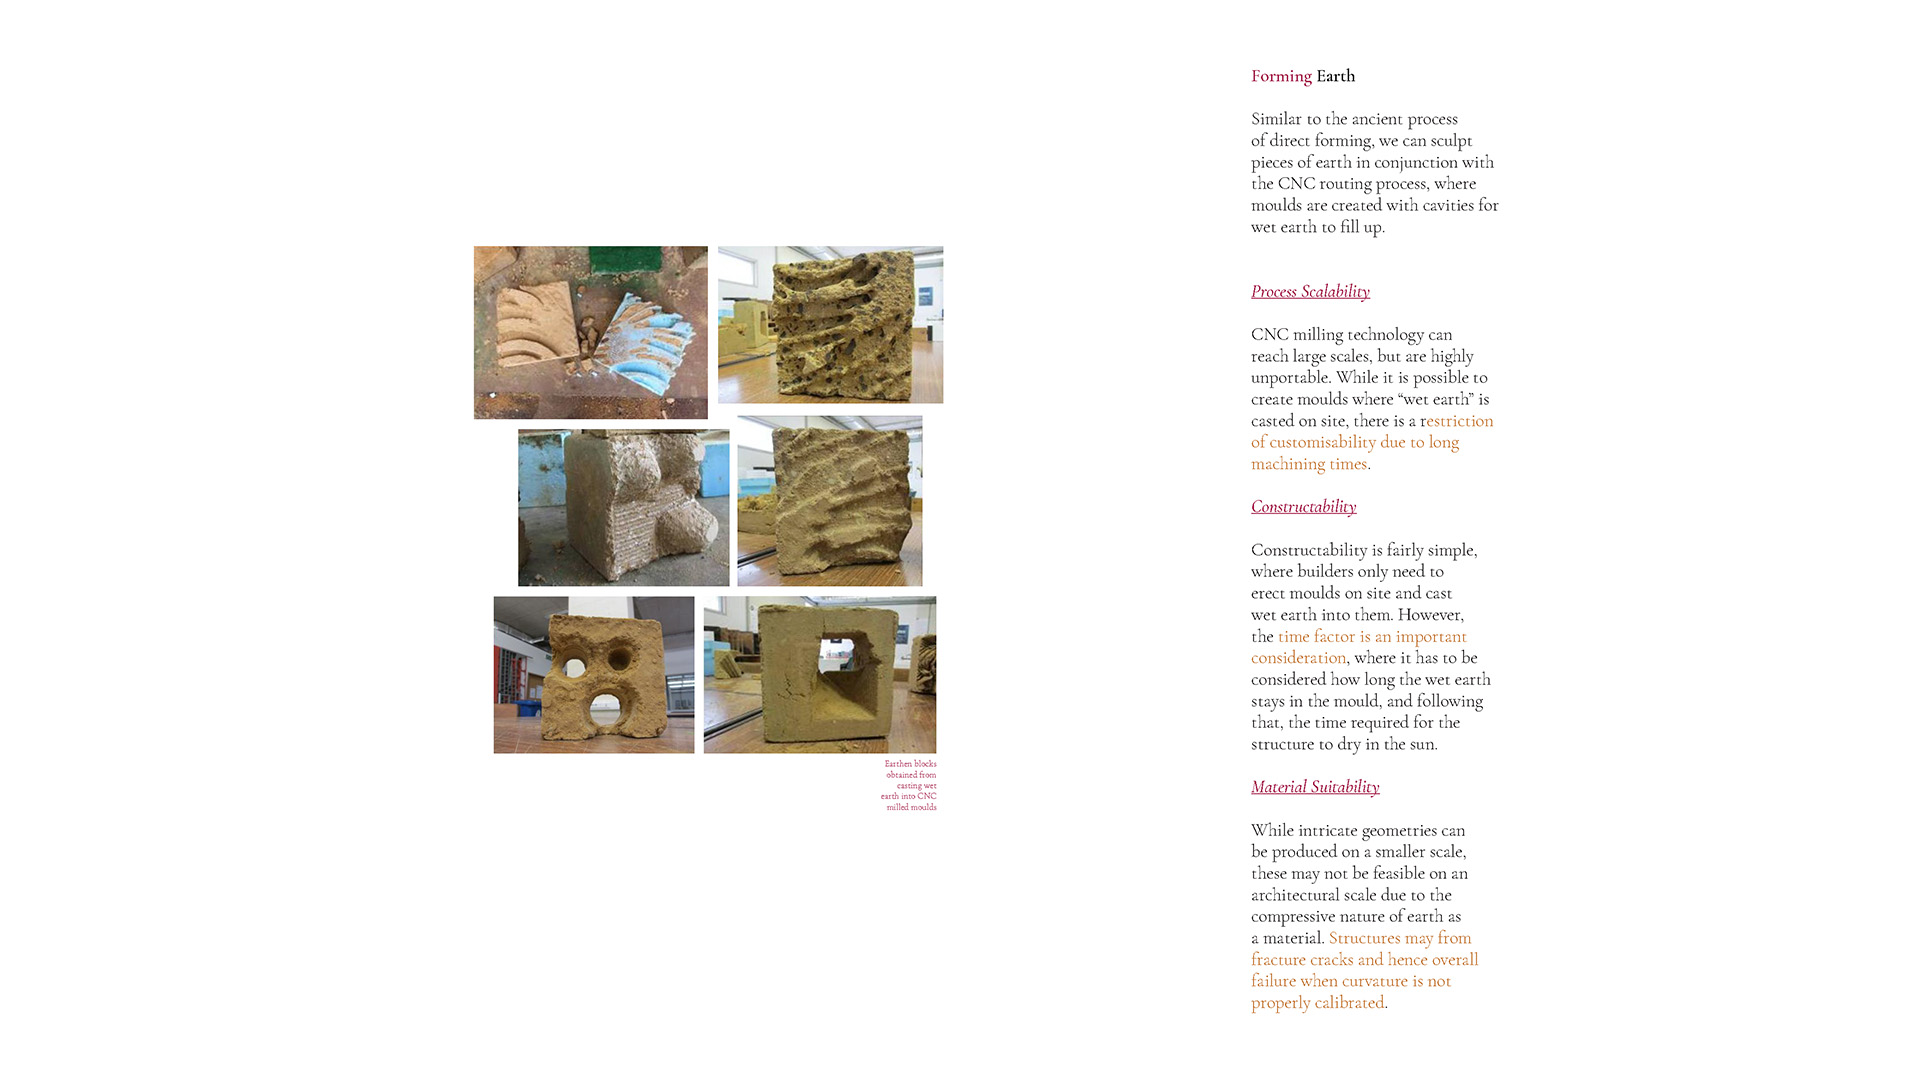 Forming Earth
Similar to the ancient process
of direct forming, we can sculpt
pieces of earth in conjunction with
the CNC routing process, where
moulds are created with cavities for
wet earth to fill up.
Process Scalability
CNC milling technology can
reach large scales, but are highly
unportable. While it is possible to
create moulds where “wet earth” is
casted on site, there is a restriction
of customisability due to long
machining times.
Constructability
Constructability is fairly simple,
where builders only need to
erect moulds on site and cast
wet earth into them. However,
the time factor is an important
consideration, where it has to be
considered how long the wet earth
stays in the mould, and following
that, the time required for the
structure to dry in the sun.
Material Suitability
While intricate geometries can
be produced on a smaller scale,
these may not be feasible on an
architectural scale due to the
compressive nature of earth as
a material. Structures may from
fracture cracks and hence overall
failure when curvature is not
properly calibrated.
Earthen blocks
obtained from
casting wet
earth into CNC
milled moulds